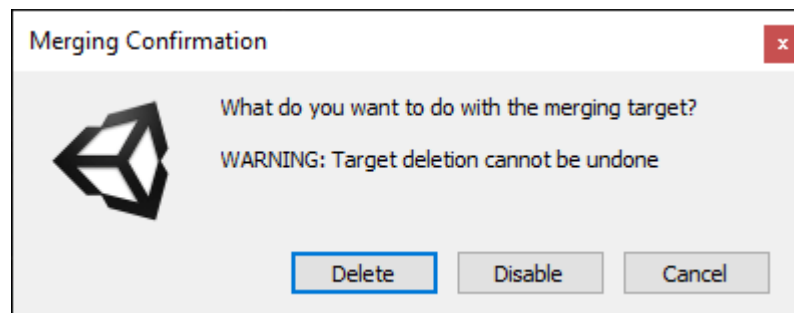 Merging Confirmation
x
What do you want to do with the merging target?
WARNING: Target deletion cannot be undone
Delete Disable Cancel